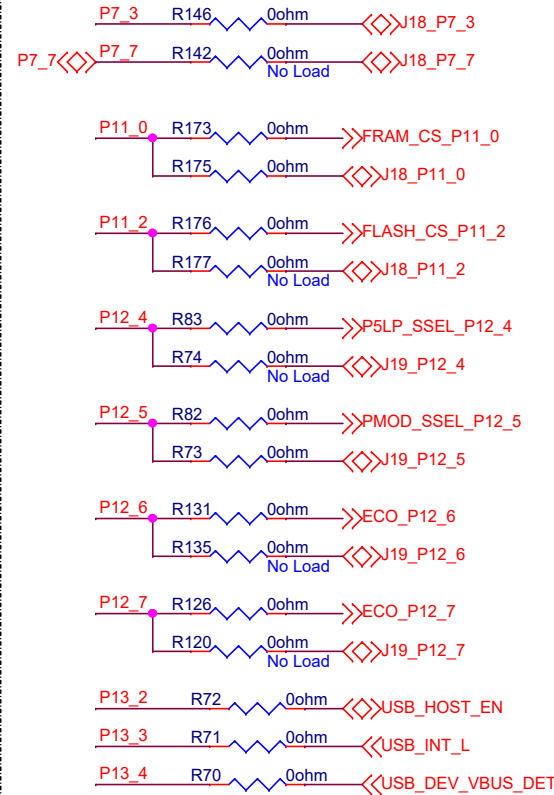 P7_3 R146 0ohm J18_P7_3
P7_7 P7_7 R142 0ohm J18_P7_7
No Load
P11_0 R173 0ohm FRAM_CS_P11_0
R175 0ohm J18_P11_0
P11_2 R176 0ohm FLASH_CS_P11_2
R177 0ohm J18_P11_2
No Load
P12_4 R83 0ohm P5LP_SSEL_P12_4
R74 0ohm J19_P12_4
No Load
P12_5 R82 0ohm PMOD_SSEL_P12_5
R73 0ohm J19_P12_5
P12_6 R131 0ohm ECO_P12_6
R135 0ohm J19_P12_6
No Load
P12_7 R126 0ohm ECO_P12_7
R120 0ohm J19_P12_7
No Load
P13_2 R72 0ohm USB_HOST_EN
P13_3 R71 0ohm USB_INT_L
P13_4 R70 0ohm USB_DEV_VBUS_DET